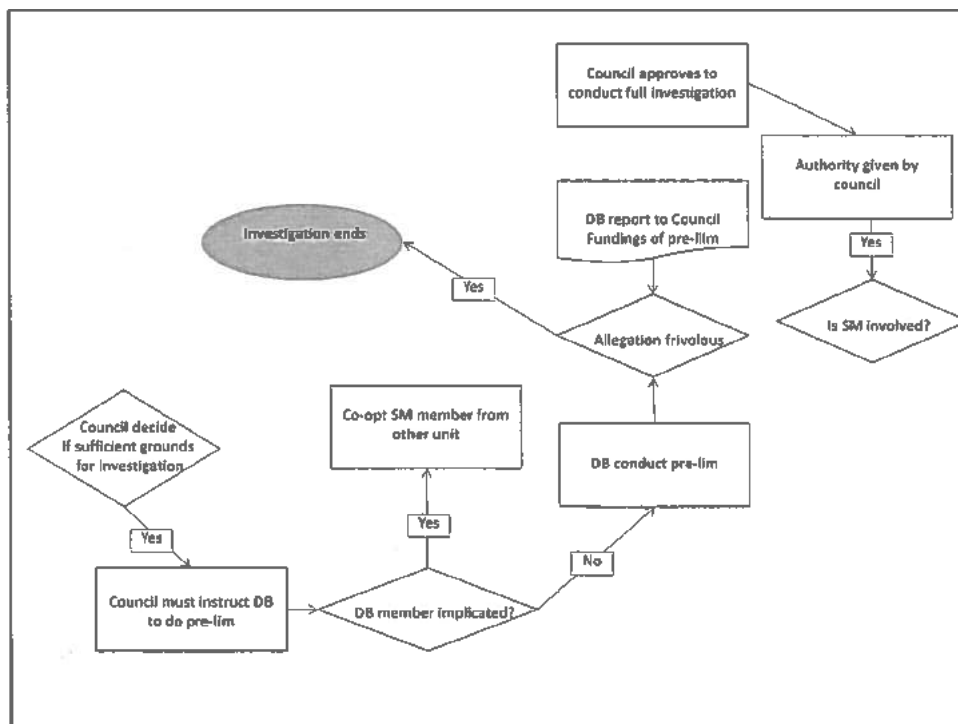 Council approves to
conduct full investigation
Authority given by
council
Yes
Is SM involved?
DB report to Council
Fundings of pre-lim
Investigation ends
Yes
Allegation frivolous
Co-opt SM member from
other unit
Council decide
if sufficient grounds
for investigation
DB conduct pre-lim
Yes
Yes
No
Council must instruct DB
to do pre-lim
DB member implicated?